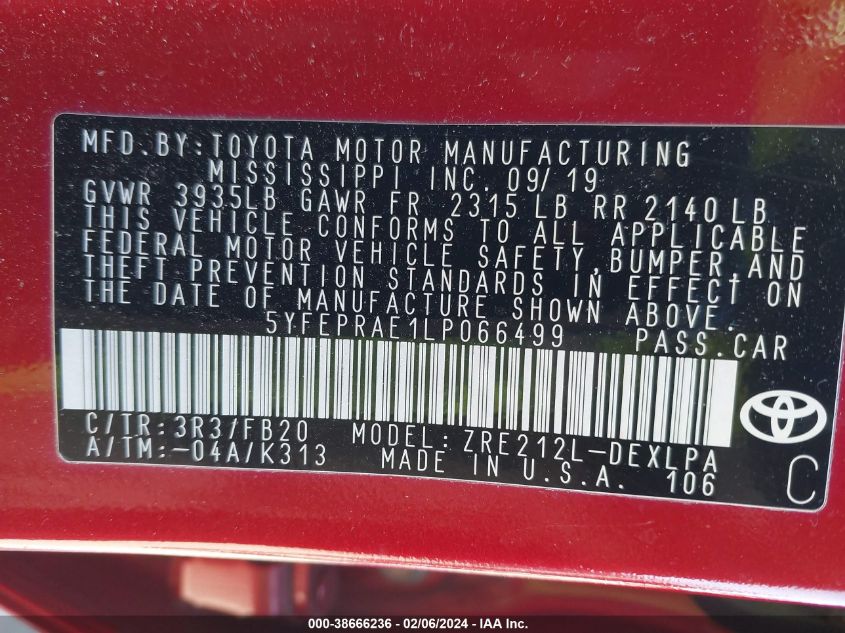 MFD.BY:TOYOTA MOTOR MANUFACTURING
MISSISSIPPI INC. 09/19
GVWR 3935LB GAWR FR 2315 LB RR 2140LB
THIS VEHICLE CONFORMS TO ALL APPLICABLE
FEDERAL MOTOR VEHICLE SAFETY,BUMPER,AND
THEFT PREVENTION STANDARDS IN EFFECT ON
THE DATE OF MANUFACTURE SHOWN ABOVE.
5YFEPRAE1LP066499 PASS.CAR
C/TR:3R3/FB20 MODEL:ZRE212L-DEXLPA
A/TM:-04A/K313 MADE IN U.S.A. 106
C
000-38666236 - 02/06/2024 - IAA Inc.